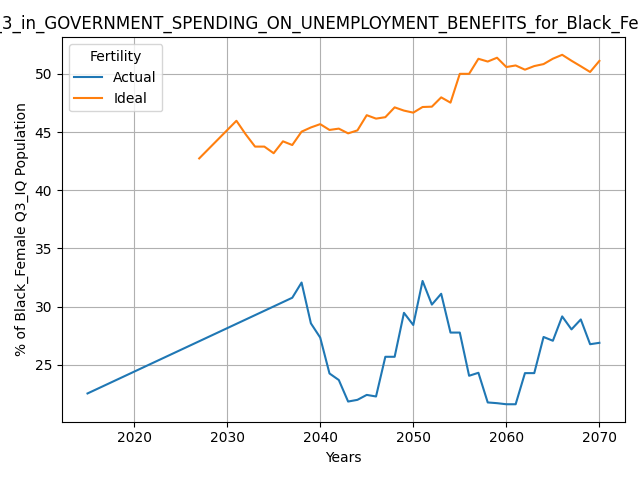 _3_in_GOVERNMENT_SPENDING_ON_UNEMPLOYMENT_BENEFITS_for_Black_Fe
Fertility
Actual
Ideal
% of Black_Female Q3_IQ Population
50
45
40
35
30
25
2020 2030 2040 2050 2060 2070
Years